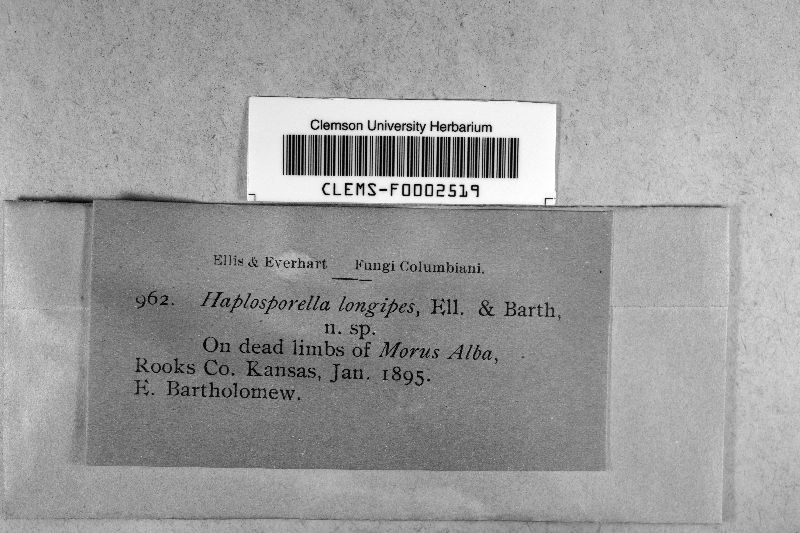 Clemson University Herbarium
CLEMS-F0002519
Ellis & Everhart Fungi Columbiani.
962. Haplosporella longipes, Ell. & Barth,
n. sp.
On dead limbs of Morus Alba,
Rooks Co. Kansas, Jan. 1895.
E. Bartholomew.